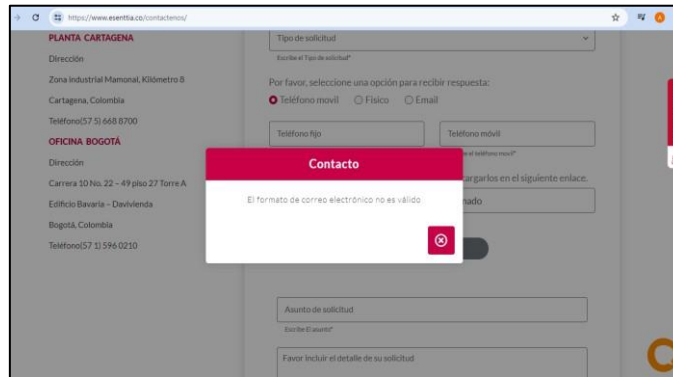 https://www.esenttia.co/contactenos/
PLANTA CARTAGENA
Dirección
Zona Industrial Mamonal, Kilómetro 8
Cartagena, Colombia
Teléfono(57 5) 668 8700
OFICINA BOGOTÁ
Dirección
Carrera 10 No. 22 – 49 piso 27 Torre A
Edificio Bavaria – Davivienda
Bogotá, Colombia
Teléfono(57 1) 596 0210
Tipo de solicitud
Escribe el Tipo de solicitud*
Por favor, seleccione una opción para recibir respuesta:
Teléfono movil Físico Email
Teléfono fijo Teléfono móvil
el teléfono movil*
cargarlos en el siguiente enlace.
nado
Contacto
El formato de correo electrónico no es válido
Asunto de solicitud
Escribe El asunto*
Favor incluir el detalle de su solicitud